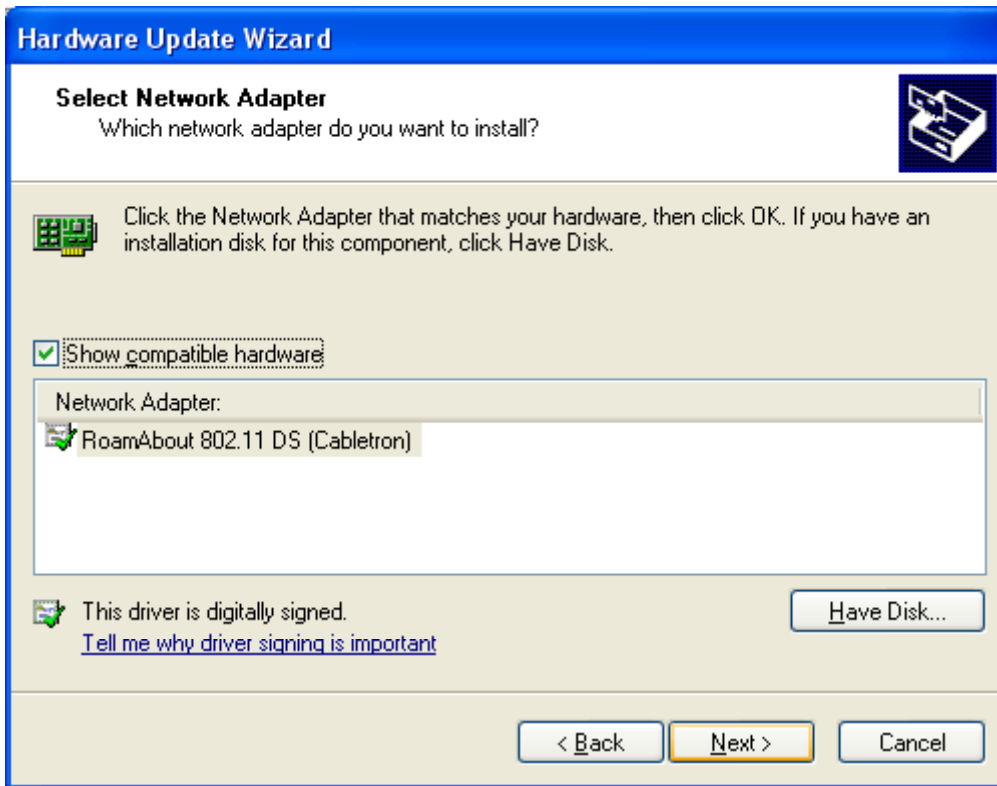 Hardware Update Wizard
Select Network Adapter
Which network adapter do you want to install?
Click the Network Adapter that matches your hardware, then click OK. If you have an
installation disk for this component, click Have Disk.
Show compatible hardware
Network Adapter:
RoamAbout 802.11 DS (Cabletron)
This driver is digitally signed.
Have Disk...
Tell me why driver signing is important
< Back
Next >
Cancel